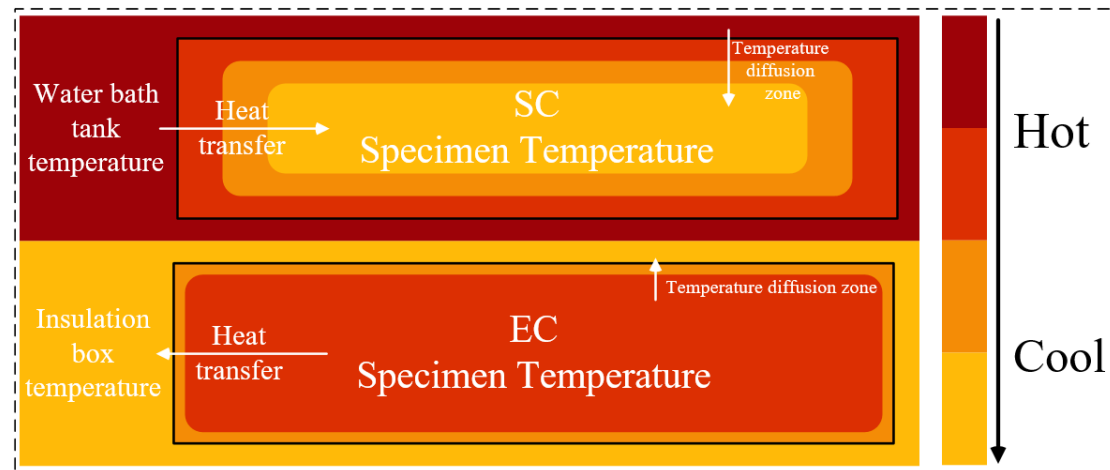 Water bath
tank
temperature
Heat
transfer
SC
Specimen Temperature
Temperature
diffusion
zone
Hot
Insulation
box
temperature
Heat
transfer
EC
Specimen Temperature
Temperature diffusion zone
Cool